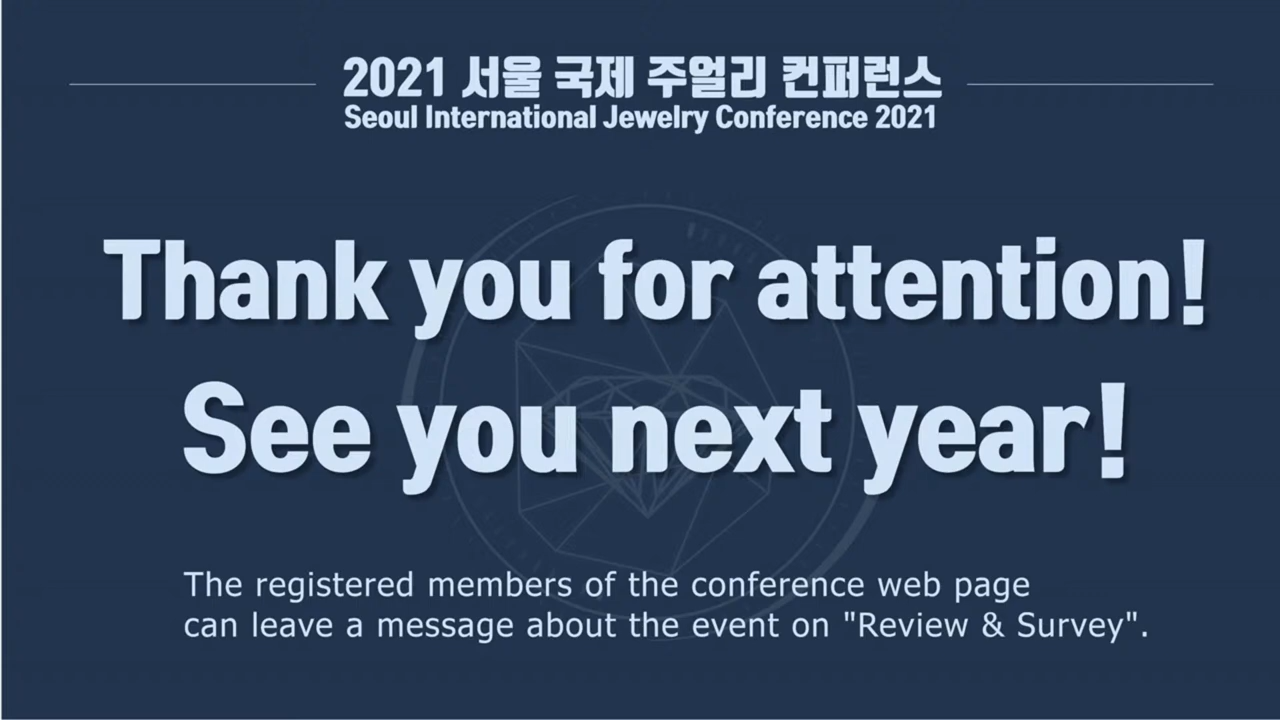 2021 서울 국제 주얼리 컨퍼런스
Seoul International Jewelry Conference 2021
Thank you for attention!
See you next year!
The registered members of the conference web page
can leave a message about the event on "Review & Survey".